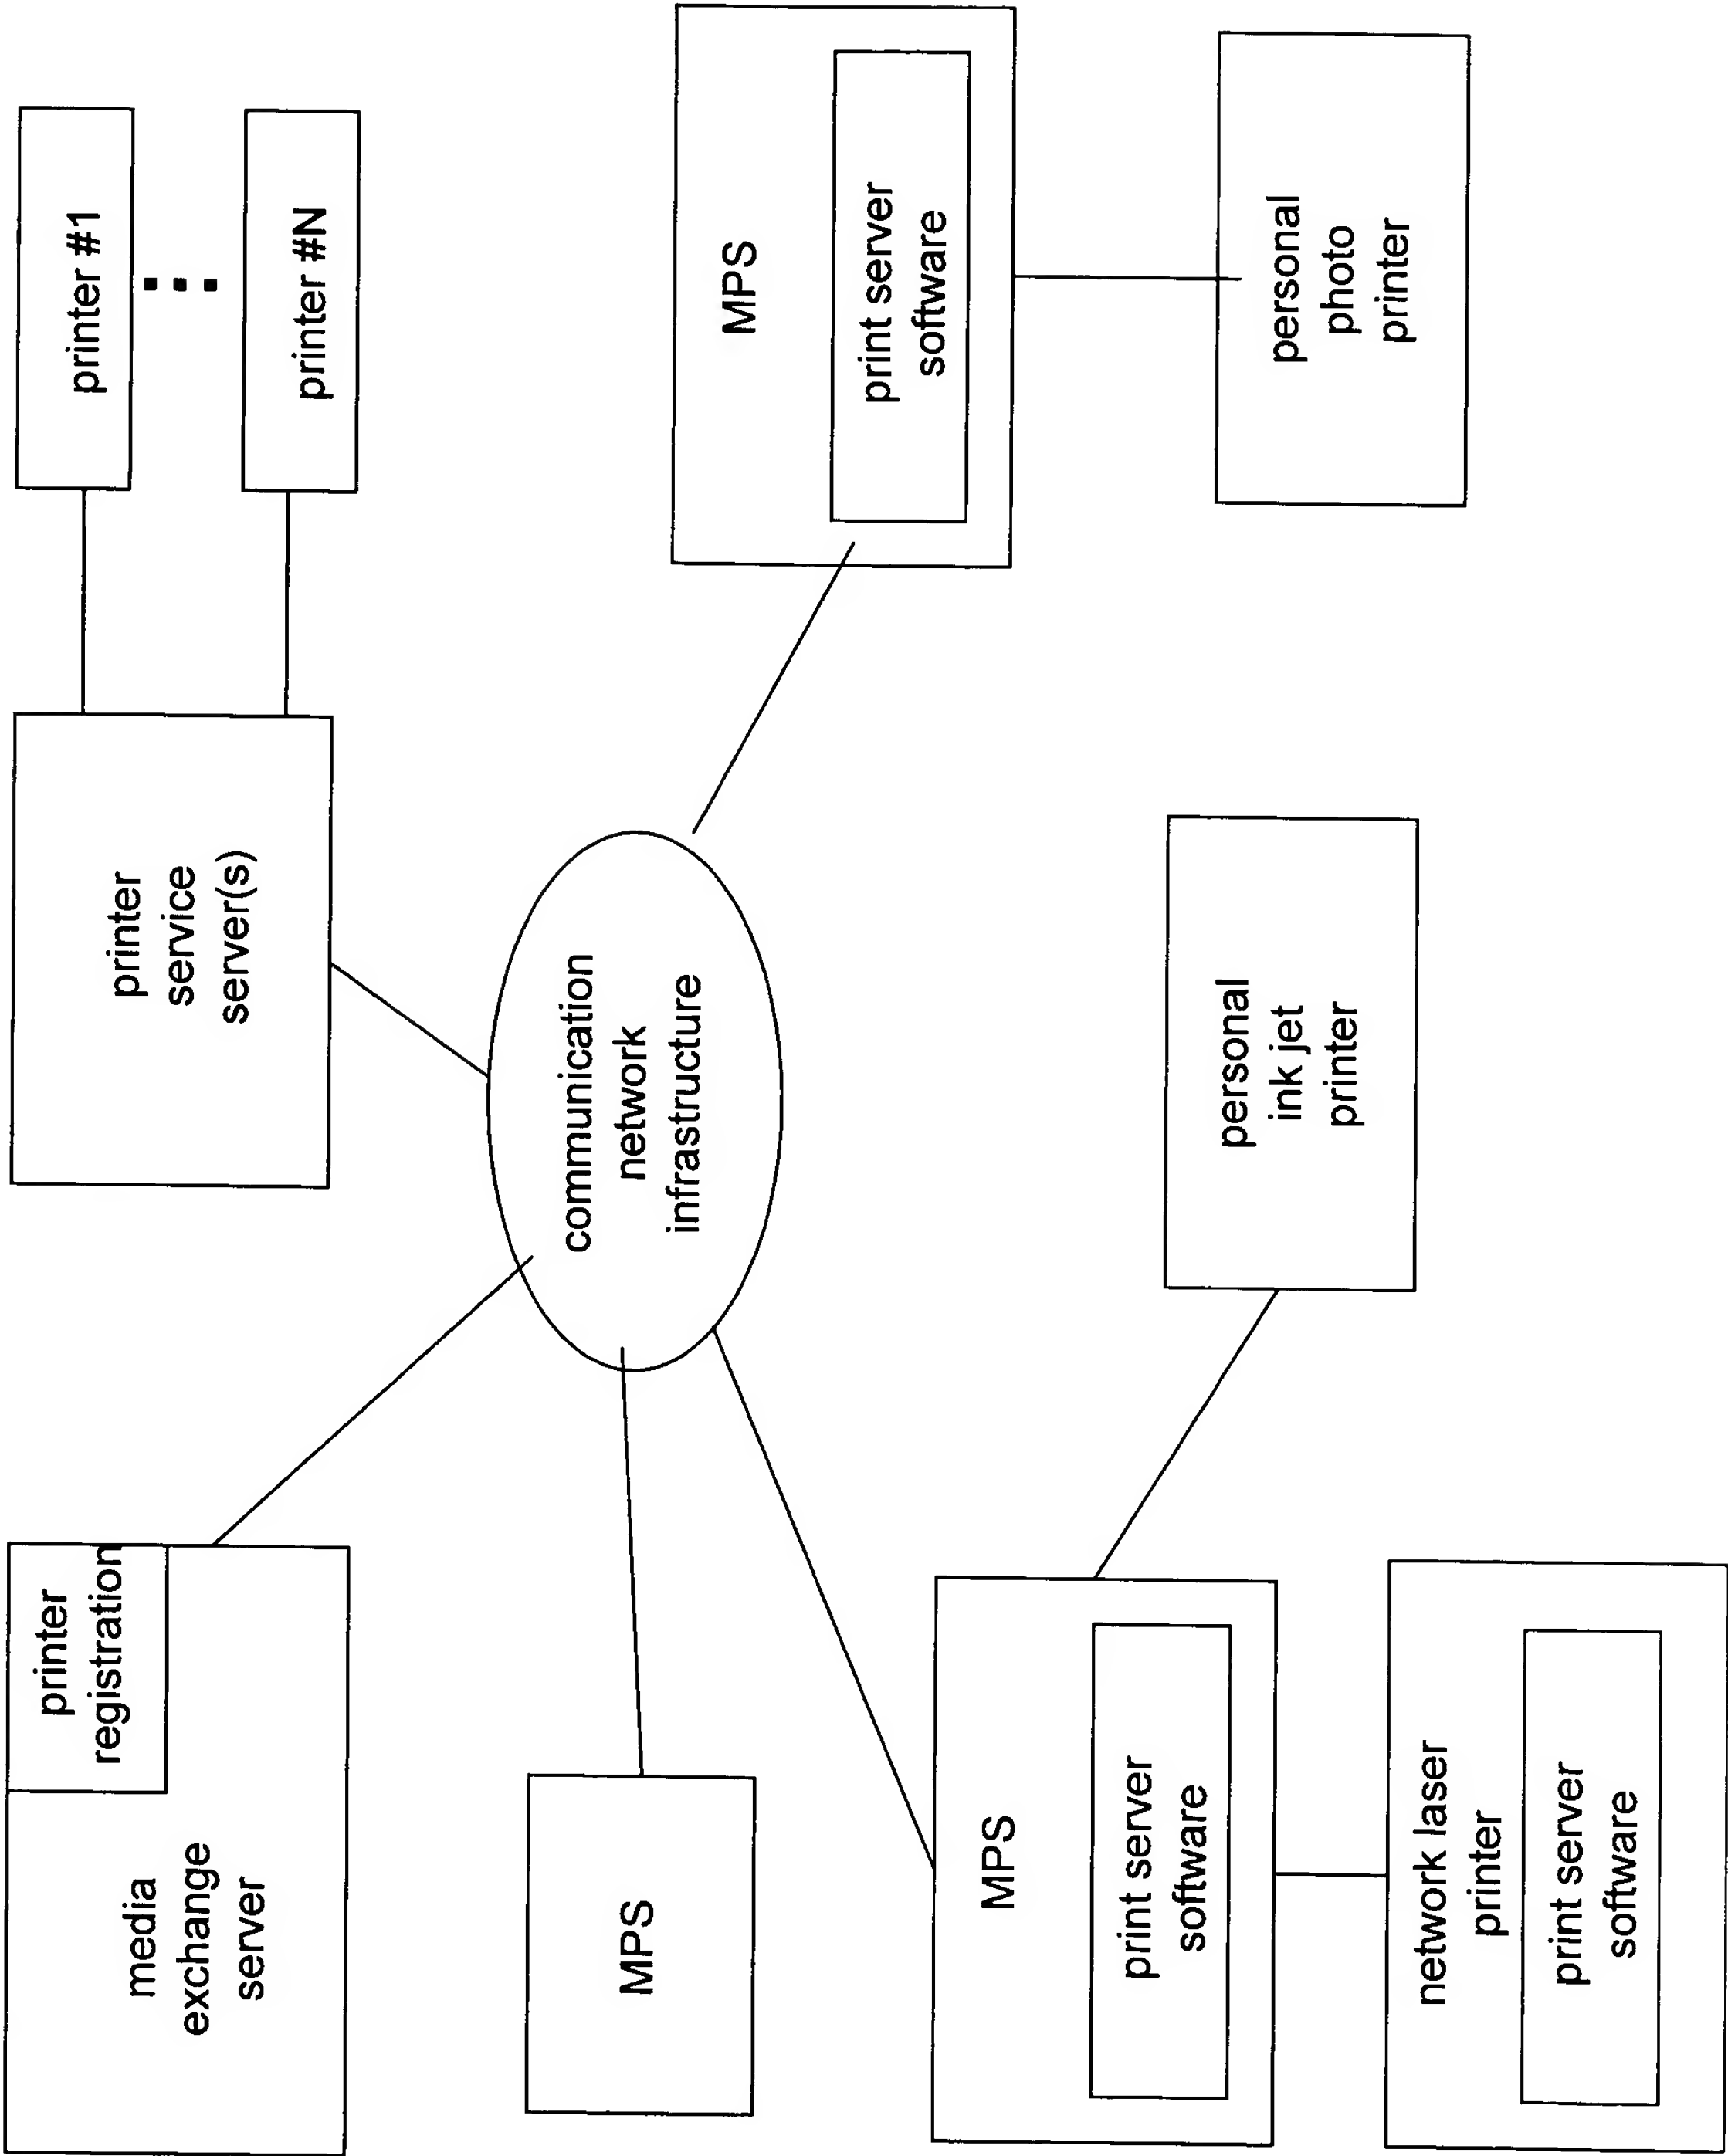 media
exchange
server
printer
registration
printer
service
server(s)
printer #1
printer #N
MPS
communication
network
infrastructure
MPS
print server
software
MPS
print server
software
personal
ink jet
printer
personal
photo
printer
network laser
printer
print server
software